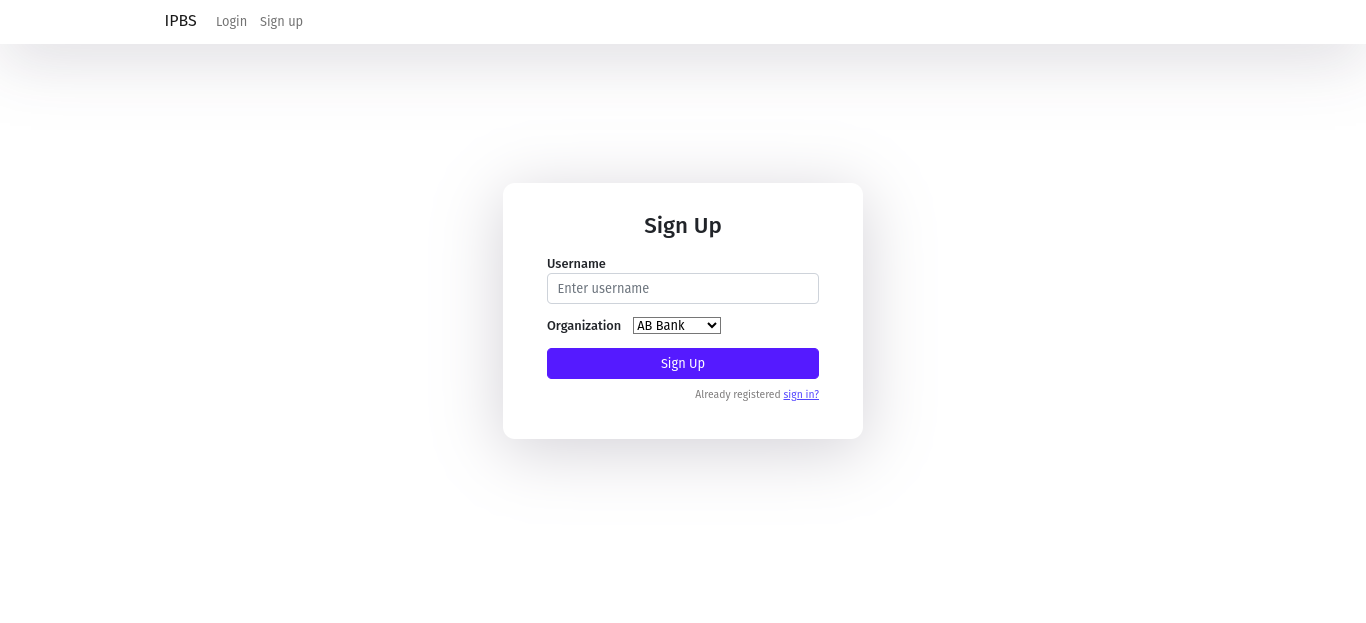 IPBS Login Sign up
Sign Up
Username
Enter username
Organization AB Bank
Sign Up
Already registered sign in?